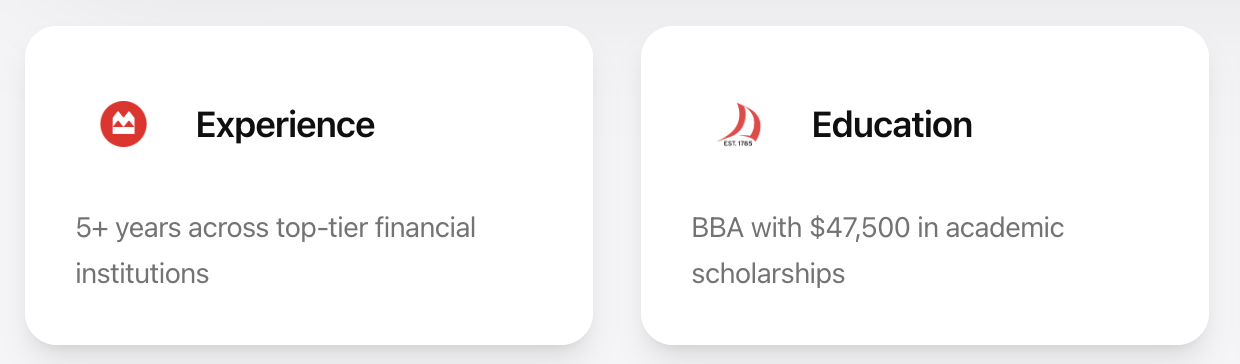 Experience
5+ years across top-tier financial
institutions
EST. 1785
Education
BBA with $47,500 in academic
scholarships